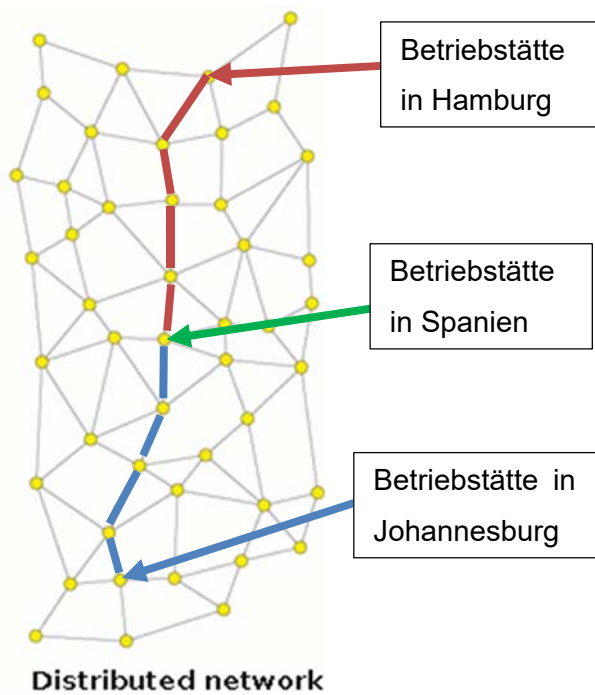 Betriebstätte
in Hamburg
Betriebstätte
in Spanien
Betriebstätte in
Johannesburg
Distributed network